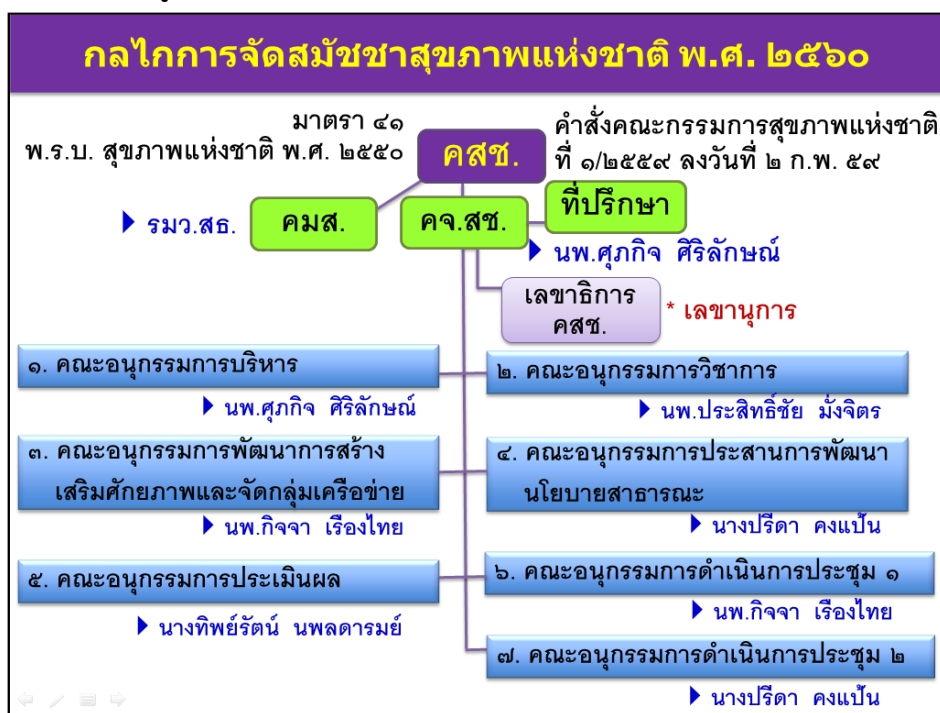 กลไกการจัดสมัชชาสุขภาพแห่งชาติ พ.ศ. ๒๕๖๐
มาตรา ๔๑
พ.ร.บ. สุขภาพแห่งชาติ พ.ศ. ๒๕๕๐
คสช.
คำสั่งคณะกรรมการสุขภาพแห่งชาติ
ที่ ๑/๒๕๕๙ ลงวันที่ ๒ ก.พ. ๕๙
รมว.สธ.
คมส.
คจ.สช.
ที่ปรึกษา
นพ.ศุภกิจ ศิริลักษณ์
เลขาธิการ
คสช.
* เลขานุการ
๑. คณะอนุกรรมการบริหาร
นพ.ศุภกิจ ศิริลักษณ์
๒. คณะอนุกรรมการวิชาการ
นพ.ประสิทธิ์ชัย มั่งจิตร
๓. คณะอนุกรรมการพัฒนาการสร้าง
เสริมศักยภาพและจัดกลุ่มเครือข่าย
นพ.กิจจา เรืองไทย
๔. คณะอนุกรรมการประสานการพัฒนา
นโยบายสาธารณะ
นางปรีดา คงแป้น
๕. คณะอนุกรรมการประเมินผล
นางทิพย์รัตน์ นพลดารมย์
๖. คณะอนุกรรมการดำเนินการประชุม ๑
นพ.กิจจา เรืองไทย
๗. คณะอนุกรรมการดำเนินการประชุม ๒
นางปรีดา คงแป้น